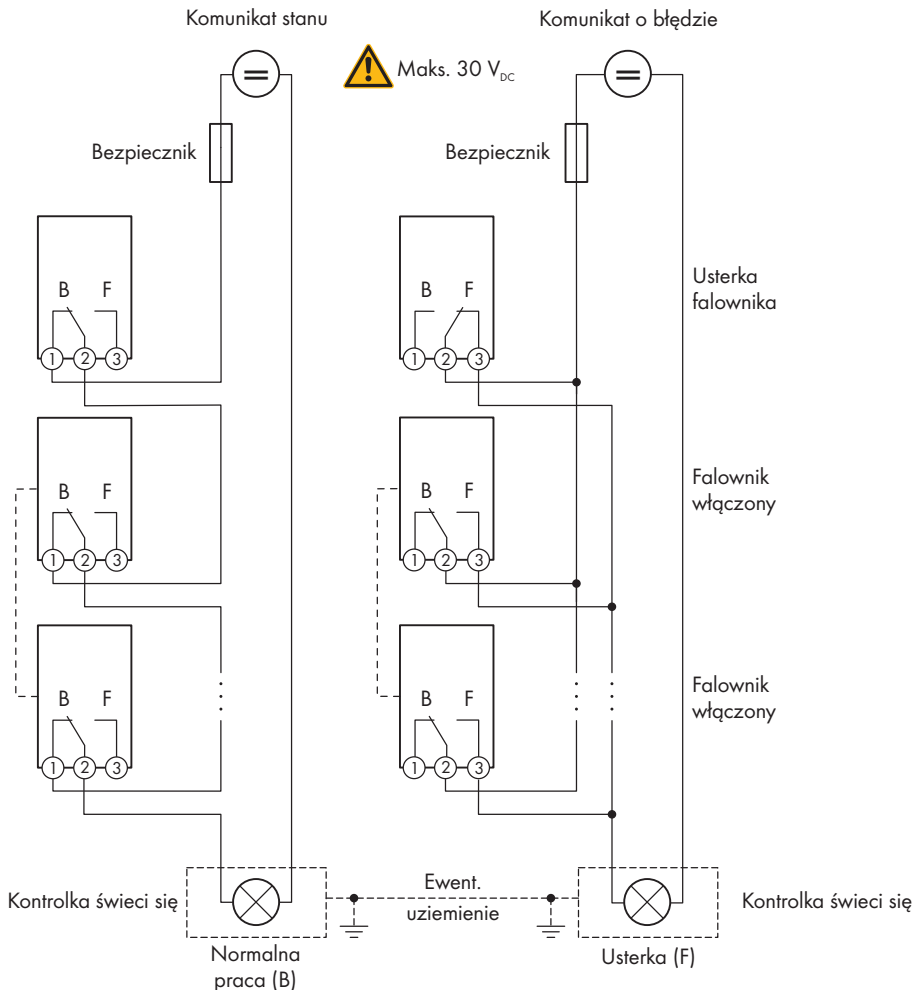 Komunikat stanu
Komunikat o błędzie
Maks. 30 V_DC
Bezpiecznik
Bezpiecznik
B F
1 2 3
B F
1 2 3
Usterka
falownika
B F
1 2 3
B F
1 2 3
Falownik
włączony
B F
1 2 3
B F
1 2 3
Falownik
włączony
Kontrolka świeci się
Ewent.
uziemienie
Kontrolka świeci się
Normalna
praca (B)
Usterka (F)